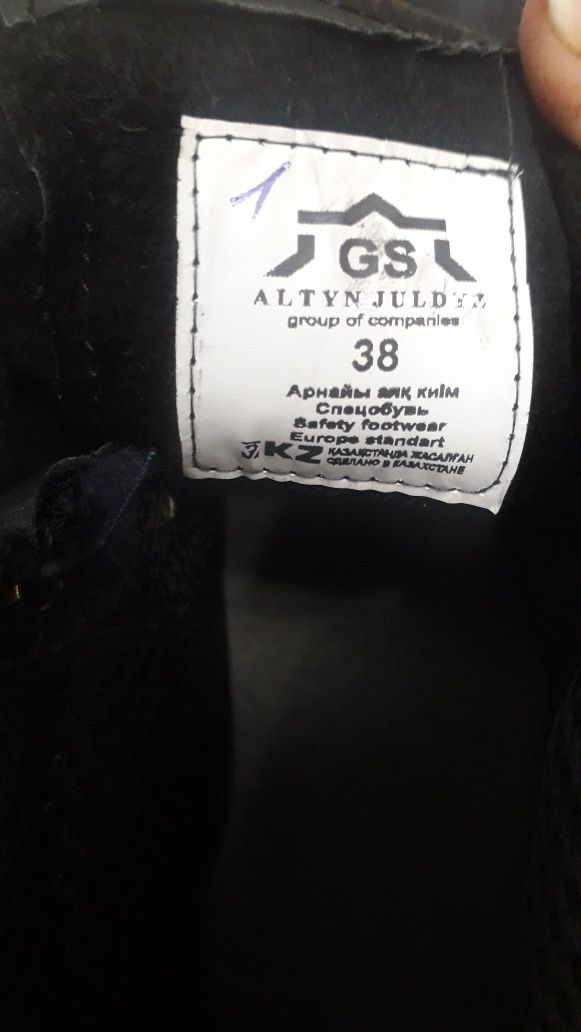 1
GS
ALTYN JULDYZ
group of companies
38
Арнайы аяқ киім
Спецобувь
Safety footwear
Europe standart
KZ ҚАЗАҚСТАНДА ЖАСАЛҒАН
СДЕЛАНО В КАЗАХСТАНЕ